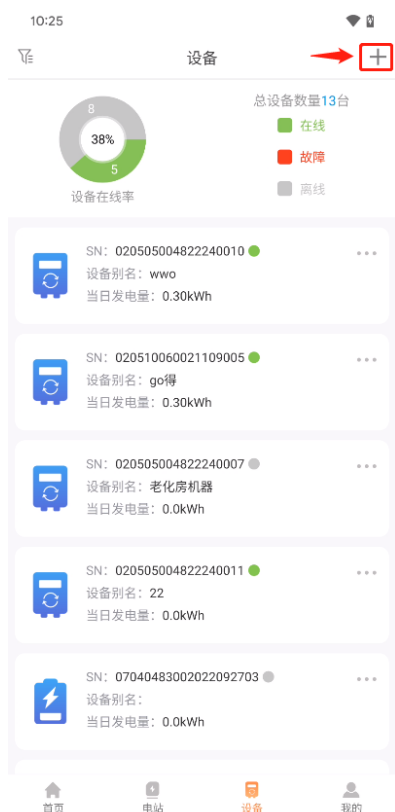 10:25
设备
8
38%
5
设备在线率
总设备数量13台
在线
故障
离线
SN：020505004822240010
设备别名：wwo
当日发电量：0.30kWh
SN：020510060021109005
设备别名：go得
当日发电量：0.30kWh
SN：020505004822240007
设备别名：老化房机器
当日发电量：0.0kWh
SN：020505004822240011
设备别名：22
当日发电量：0.0kWh
SN：07040483002022092703
设备别名：
当日发电量：0.0kWh
首页 电站 设备 我的